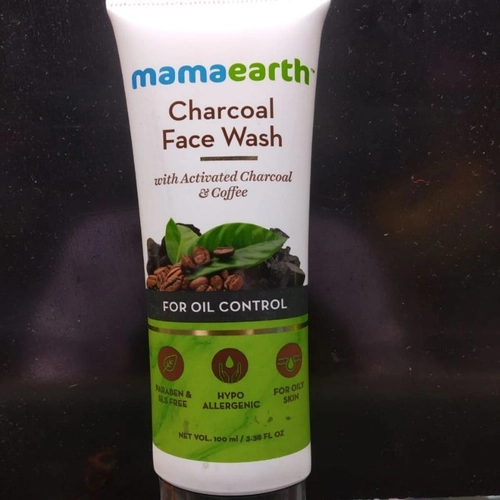 mamaearth™
Charcoal
Face Wash
with Activated Charcoal
& Coffee
FOR OIL CONTROL
PARABEN &
SLS FREE
HYPO
ALLERGENIC
FOR OILY
SKIN
NET VOL. 100 ml / 3.38 FL OZ